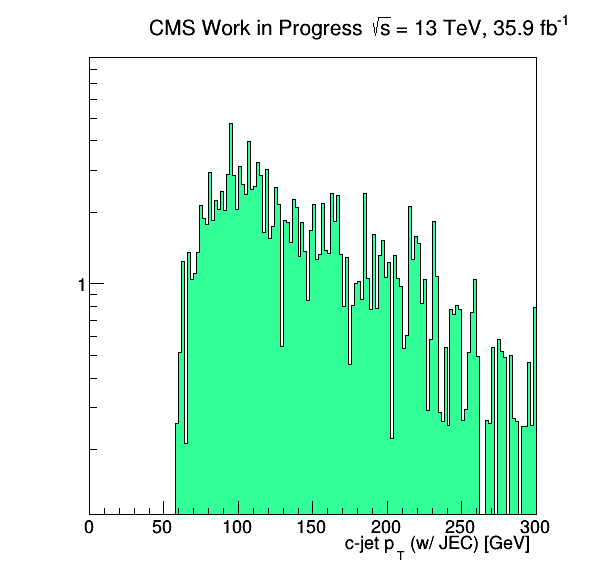 CMS Work in Progress √s = 13 TeV, 35.9 fb⁻¹
1
0 50 100 150 200 250 300
c-jet p_T (w/ JEC) [GeV]